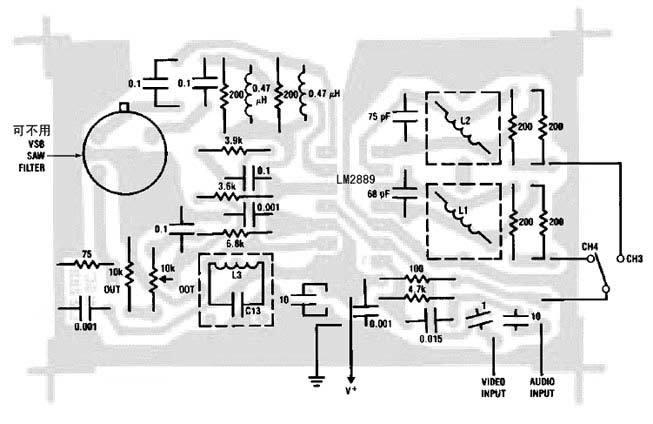 0.1
0.1
200
0.47
μH
200
0.47 μH
可不用
VSB
SAW
FILTER
3.9k
0.1
3.6k
0.001
0.1
6.8k
LM2889
75 pF
L2
200
200
68 pF
L1
200
200
CH4
CH3
75
10k
OUT
10k
OOT
0.001
L3
C13
10
0.001
100
4.7k
0.015
1
10
V+
VIDEO
INPUT
AUDIO
INPUT